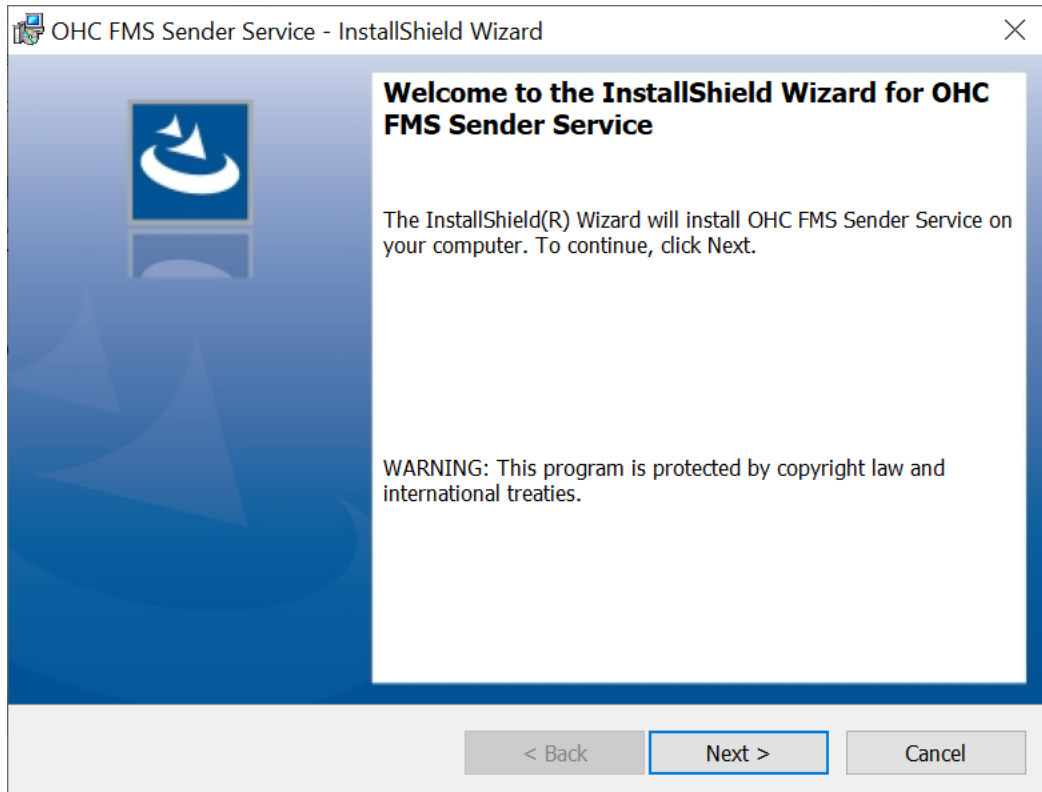 OHC FMS Sender Service - InstallShield Wizard
Welcome to the InstallShield Wizard for OHC
FMS Sender Service
The InstallShield(R) Wizard will install OHC FMS Sender Service on
your computer. To continue, click Next.
WARNING: This program is protected by copyright law and
international treaties.
< Back
Next >
Cancel